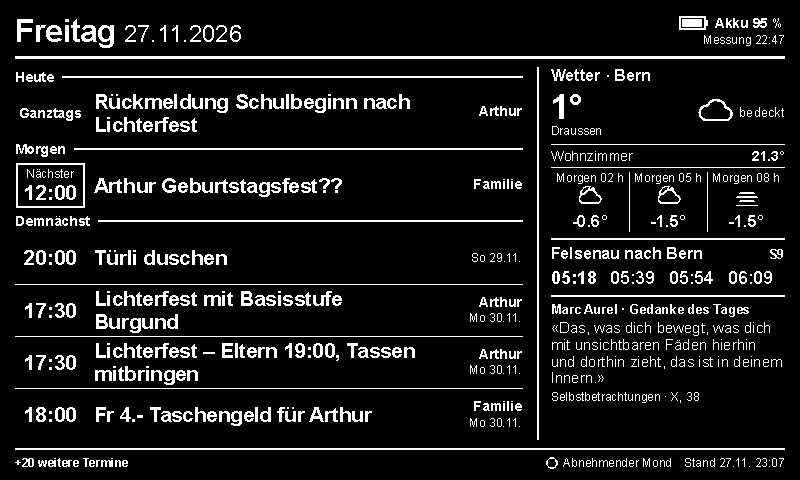 Freitag 27.11.2026
Akku 95 %
Messung 22:47
Heute
Ganztags
Rückmeldung Schulbeginn nach
Lichterfest
Arthur
Morgen
Nächster
12:00
Arthur Geburtstagsfest??
Familie
Demnächst
20:00
Türli duschen
So 29.11.
17:30
Lichterfest mit Basisstufe
Burgund
Arthur
Mo 30.11.
17:30
Lichterfest – Eltern 19:00, Tassen
mitbringen
Arthur
Mo 30.11.
18:00
Fr 4.- Taschengeld für Arthur
Familie
Mo 30.11.
Wetter · Bern
1°
bedeckt
Draussen
Wohnzimmer 21.3°
Morgen 02 h Morgen 05 h Morgen 08 h
-0.6° -1.5° -1.5°
Felsenau nach Bern S9
05:18 05:39 05:54 06:09
Marc Aurel · Gedanke des Tages
«Das, was dich bewegt, was dich
mit unsichtbaren Fäden hierhin
und dorthin zieht, das ist in deinem
Innern.»
Selbstbetrachtungen · X, 38
+20 weitere Termine
Abnehmender Mond Stand 27.11. 23:07